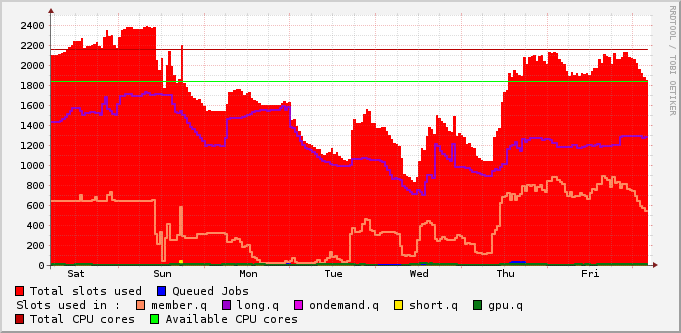 RRDTOOL / TOBI OETIKER
2400
2200
2000
1800
1600
1400
1200
1000
800
600
400
200
0
Sat Sun Mon Tue Wed Thu Fri
Total slots used Queued Jobs
Slots used in : member.q long.q ondemand.q short.q gpu.q
Total CPU cores Available CPU cores